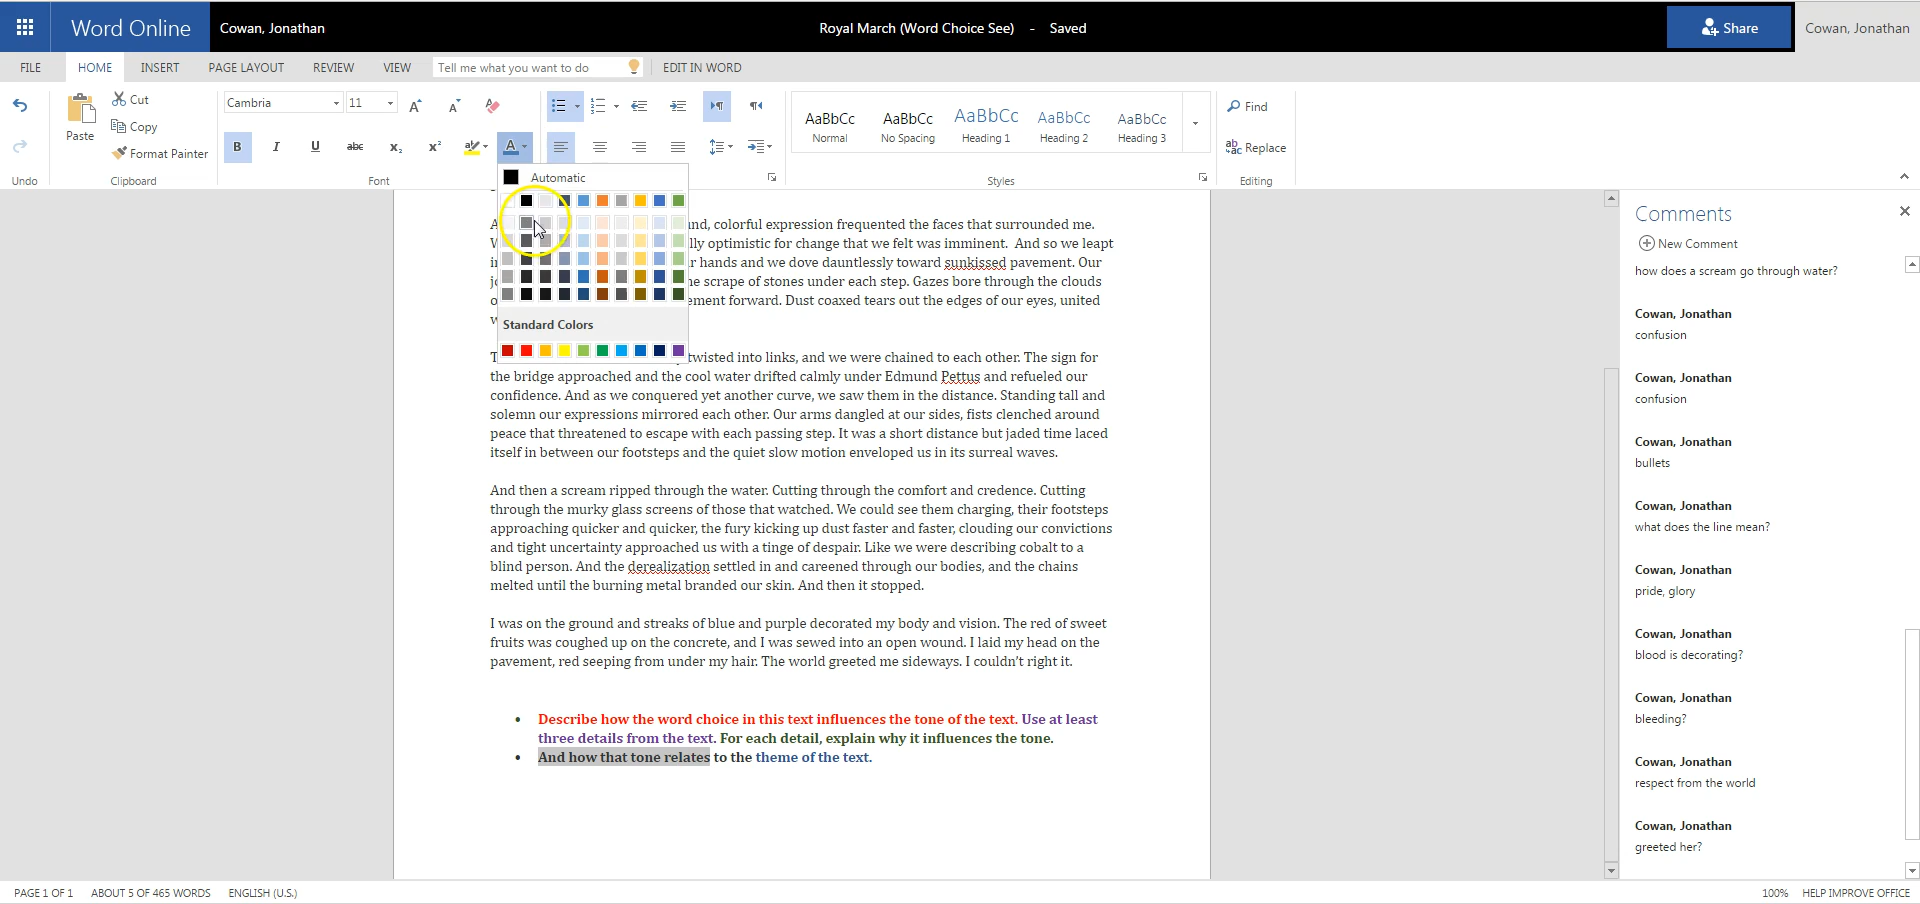 Word Online
Cowan, Jonathan
Royal March (Word Choice See) - Saved
Share
Cowan, Jonathan
FILE HOME INSERT PAGE LAYOUT REVIEW VIEW Tell me what you want to do EDIT IN WORD
Undo
Paste
Cut
Copy
Format Painter
Clipboard
Cambria 11
B I U abc x₂ x² ab A
Font
AaBbCc Normal
AaBbCc No Spacing
AaBbCc Heading 1
AaBbCc Heading 2
AaBbCc Heading 3
Styles
Find
Replace
Editing
Automatic
Standard Colors
nd, colorful expression frequented the faces that surrounded me.
lly optimistic for change that we felt was imminent. And so we leapt
r hands and we dove dauntlessly toward sunkissed pavement. Our
he scrape of stones under each step. Gazes bore through the clouds
ement forward. Dust coaxed tears out the edges of our eyes, united
twisted into links, and we were chained to each other. The sign for
the bridge approached and the cool water drifted calmly under Edmund Pettus and refueled our
confidence. And as we conquered yet another curve, we saw them in the distance. Standing tall and
solemn our expressions mirrored each other. Our arms dangled at our sides, fists clenched around
peace that threatened to escape with each passing step. It was a short distance but jaded time laced
itself in between our footsteps and the quiet slow motion enveloped us in its surreal waves.
And then a scream ripped through the water. Cutting through the comfort and credence. Cutting
through the murky glass screens of those that watched. We could see them charging, their footsteps
approaching quicker and quicker, the fury kicking up dust faster and faster, clouding our convictions
and tight uncertainty approached us with a tinge of despair. Like we were describing cobalt to a
blind person. And the derealization settled in and careened through our bodies, and the chains
melted until the burning metal branded our skin. And then it stopped.
I was on the ground and streaks of blue and purple decorated my body and vision. The red of sweet
fruits was coughed up on the concrete, and I was sewed into an open wound. I laid my head on the
pavement, red seeping from under my hair. The world greeted me sideways. I couldn't right it.
• Describe how the word choice in this text influences the tone of the text. Use at least
three details from the text. For each detail, explain why it influences the tone.
• And how that tone relates to the theme of the text.
Comments
New Comment
how does a scream go through water?
Cowan, Jonathan
confusion
Cowan, Jonathan
confusion
Cowan, Jonathan
bullets
Cowan, Jonathan
what does the line mean?
Cowan, Jonathan
pride, glory
Cowan, Jonathan
blood is decorating?
Cowan, Jonathan
bleeding?
Cowan, Jonathan
respect from the world
Cowan, Jonathan
greeted her?
PAGE 1 OF 1 ABOUT 5 OF 465 WORDS ENGLISH (U.S.)
100% HELP IMPROVE OFFICE